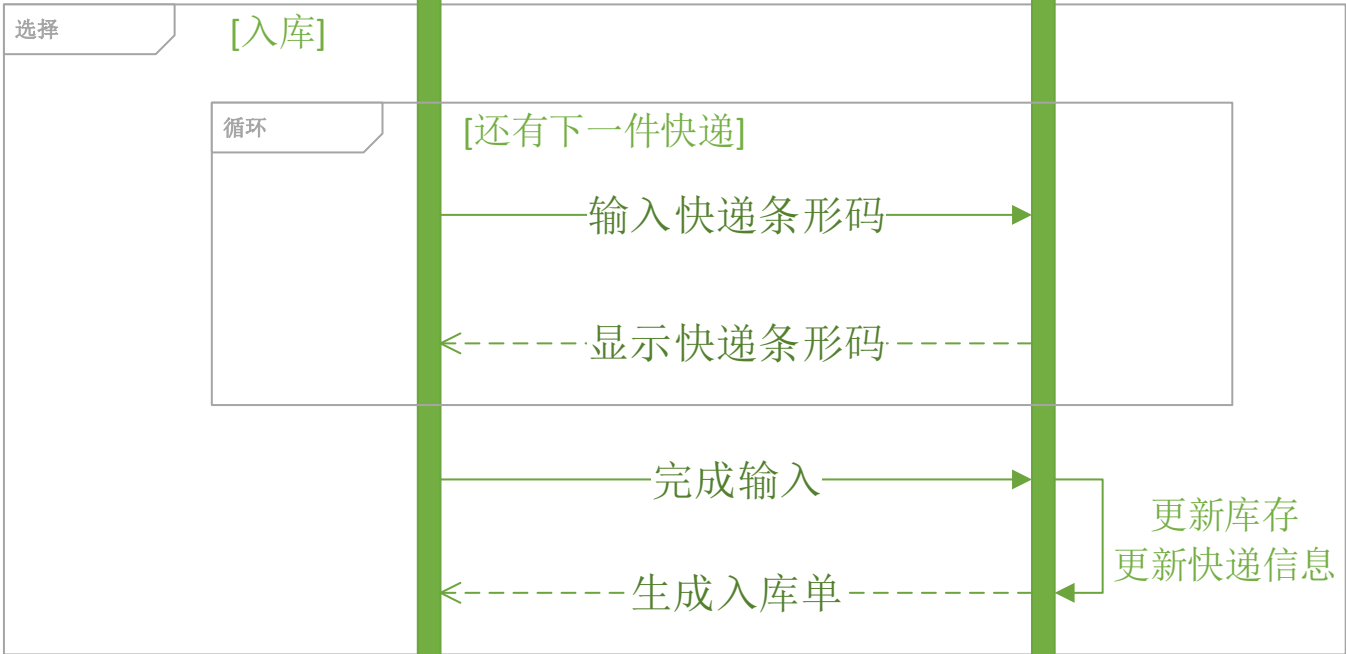 选择
[入库]
循环
[还有下一件快递]
输入快递条形码
显示快递条形码
完成输入
更新库存
更新快递信息
生成入库单